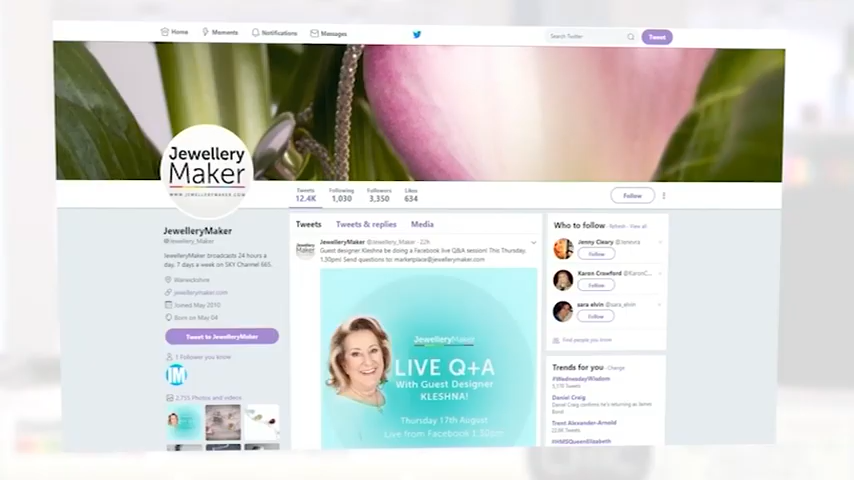 Home
Moments
Notifications
Messages
Search Twitter
Tweet
Jewellery
Maker
WWW.JEWELLERYMAKER.COM
Tweets
12.4K
Following
1,030
Followers
3,350
Likes
634
Follow
JewelleryMaker
@Jewellery_Maker
JewelleryMaker broadcasts 24 hours a
day, 7 days a week on SKY Channel 665.
Warwickshire
jewellerymaker.com
Joined May 2010
Born on May 04
Tweet to JewelleryMaker
1 Follower you know
JM
2,755 Photos and videos
Tweets
Tweets & replies
Media
JewelleryMaker @Jewellery_Maker · 22h
Guest designer Kleshna be doing a Facebook live Q&A session! This Thursday,
1.30pm! Send questions to: marketplace@jewellerymaker.com
JewelleryMaker
LIVE Q+A
With Guest Designer
KLESHNA!
Thursday 17th August
Live from Facebook 1:30pm
Who to follow · Refresh · View all
Jenny Cleary @Jenevra
Follow
Karen Crawford @KaronC...
Follow
sara elvin @sara_elvin
Follow
Find people you know
Trends for you · Change
#WednesdayWisdom
Daniel Craig
Daniel Craig confirms he's returning as James
Bond
Trent Alexander-Arnold
#HMSQueenElizabeth